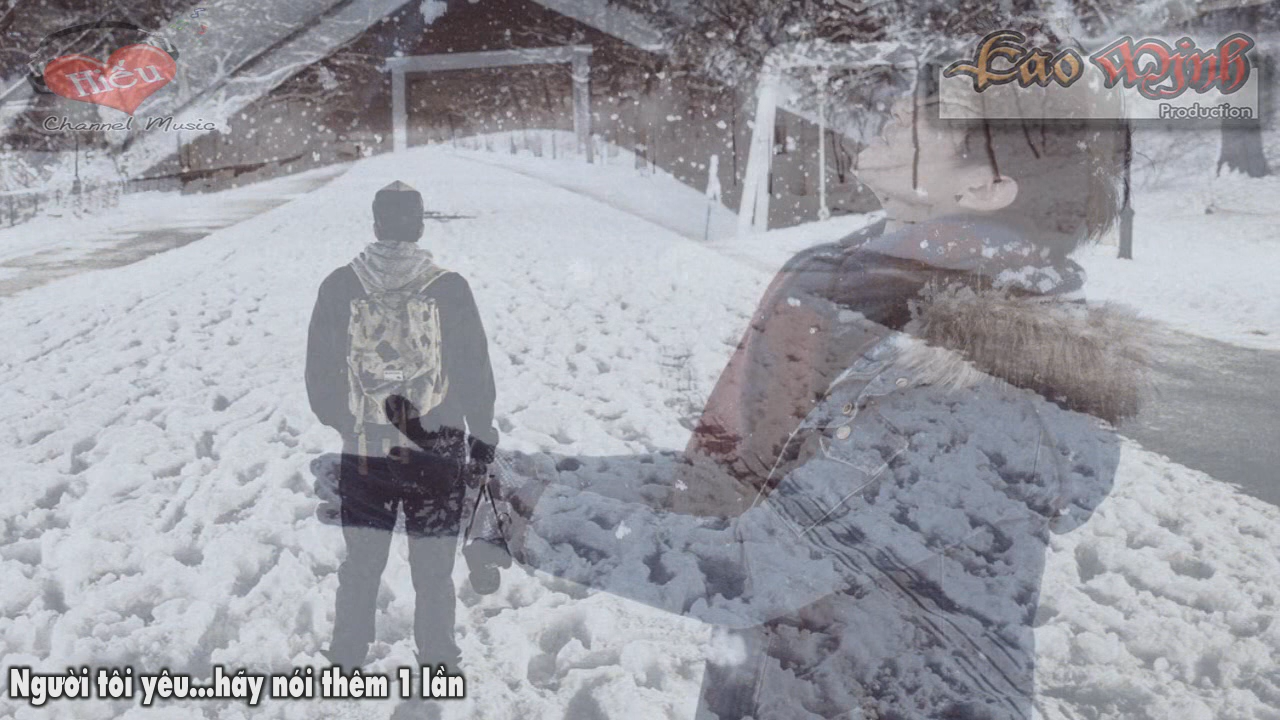 Hiếu
Channel Music
Cao Minh
Production
Người tôi yêu...hãy nói thêm 1 lần